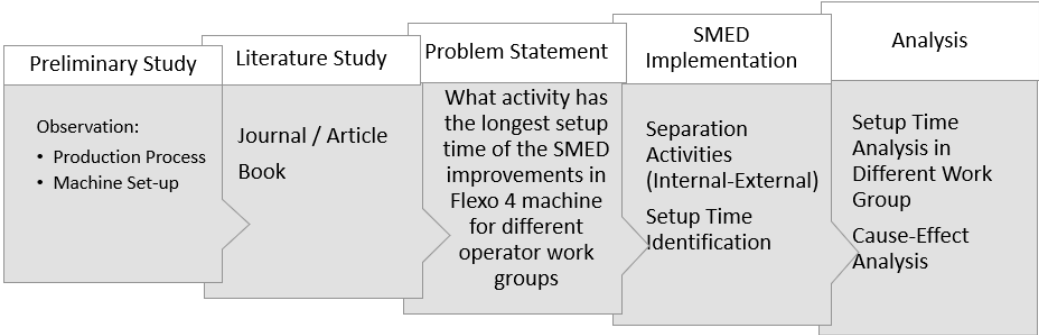 Preliminary Study
Observation:
• Production Process
• Machine Set-up
Literature Study
Journal / Article
Book
Problem Statement
What activity has
the longest setup
time of the SMED
improvements in
Flexo 4 machine
for different
operator work
groups
SMED
Implementation
Separation
Activities
(Internal-External)
Setup Time
Identification
Analysis
Setup Time
Analysis in
Different Work
Group
Cause-Effect
Analysis